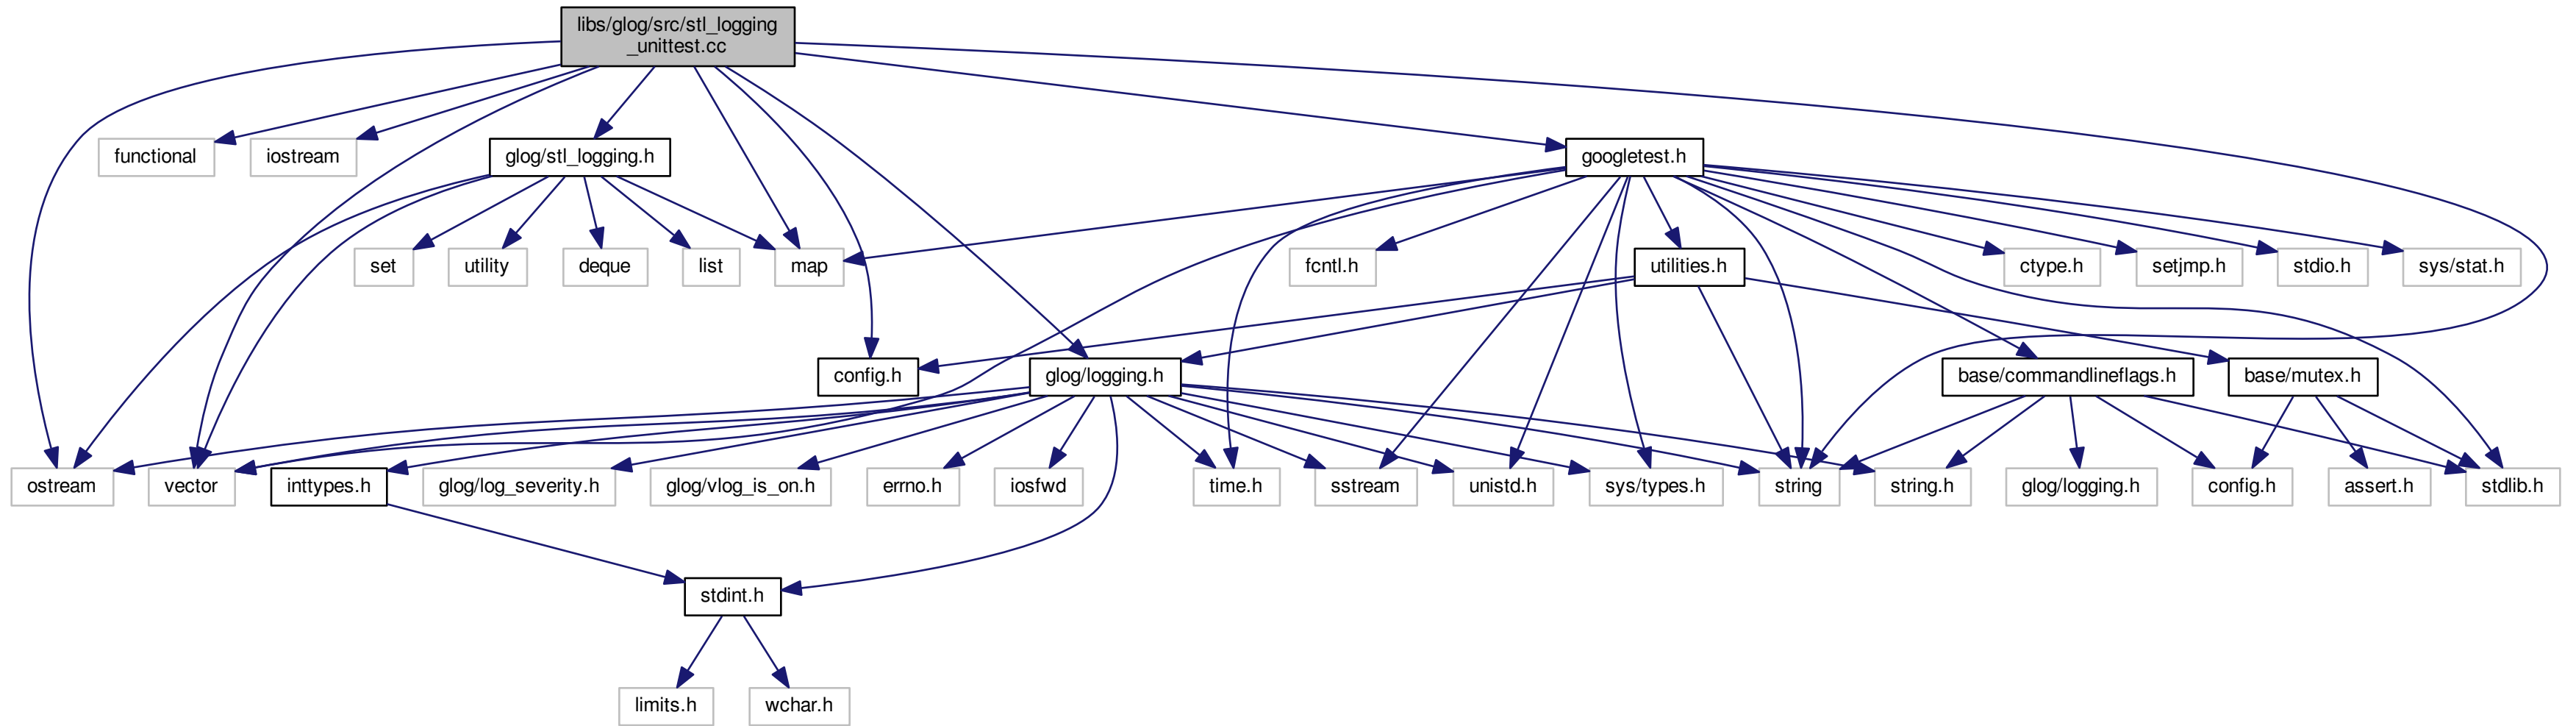 libs/glog/src/stl_logging
_unittest.cc
functional
iostream
glog/stl_logging.h
googletest.h
set
utility
deque
list
map
fcntl.h
utilities.h
ctype.h
setjmp.h
stdio.h
sys/stat.h
config.h
glog/logging.h
base/commandlineflags.h
base/mutex.h
ostream
vector
inttypes.h
glog/log_severity.h
glog/vlog_is_on.h
errno.h
iosfwd
time.h
sstream
unistd.h
sys/types.h
string
string.h
glog/logging.h
config.h
assert.h
stdlib.h
stdint.h
limits.h
wchar.h